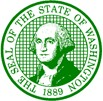 THE SEAL OF THE STATE OF WASHINGTON
1889